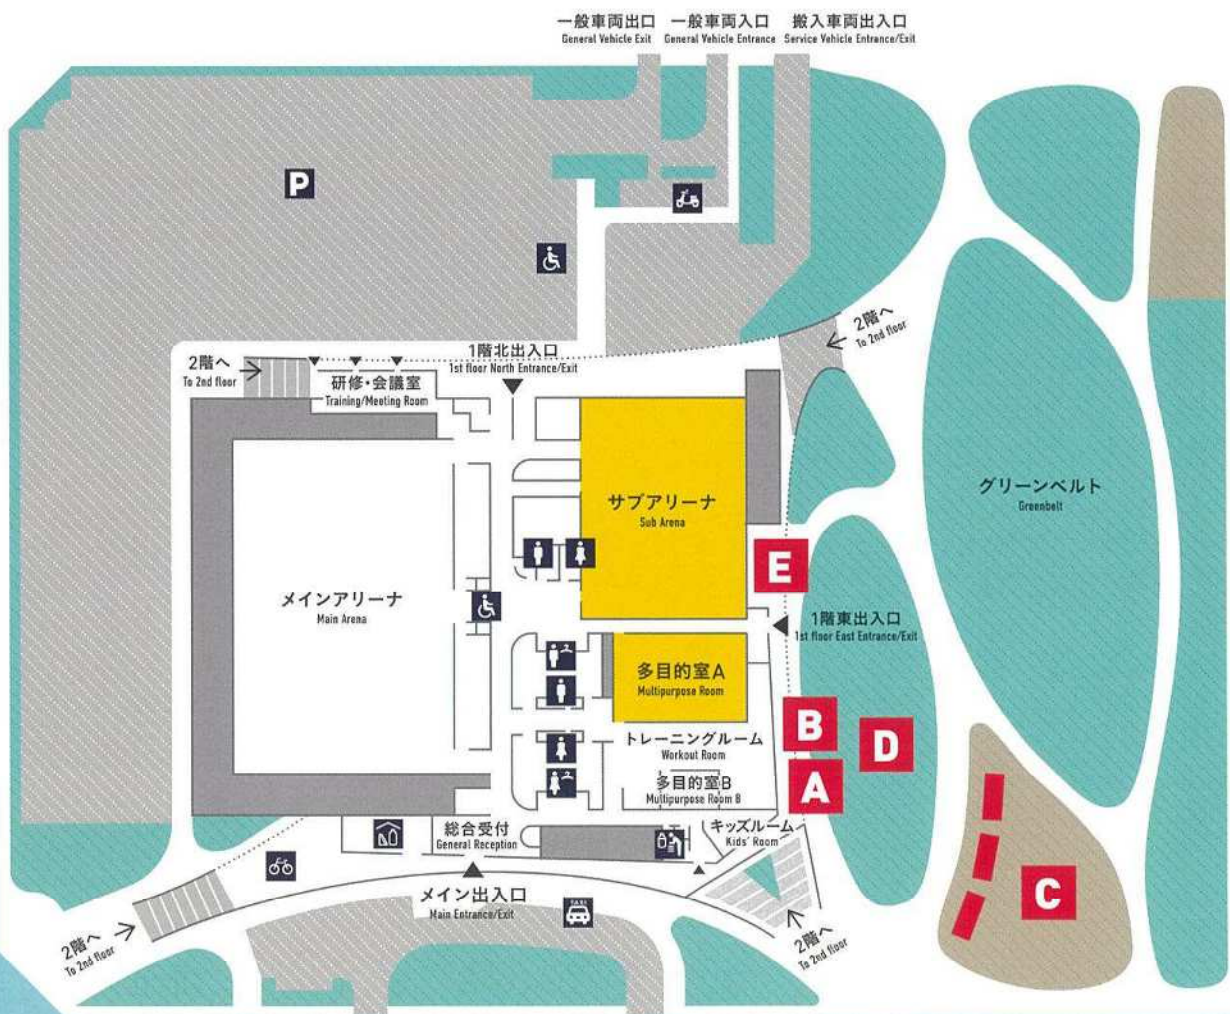 一般車両出口
General Vehicle Exit
一般車両入口
General Vehicle Entrance
搬入車両出入口
Service Vehicle Entrance/Exit
P
2階へ
To 2nd floor
2階へ
To 2nd floor
1階北出入口
1st floor North Entrance/Exit
研修・会議室
Training/Meeting Room
サブアリーナ
Sub Arena
グリーンベルト
Greenbelt
E
メインアリーナ
Main Arena
1階東出入口
1st floor East Entrance/Exit
多目的室A
Multipurpose Room
B
D
トレーニングルーム
Workout Room
多目的室B
Multipurpose Room B
A
総合受付
General Reception
キッズルーム
Kids' Room
C
メイン出入口
Main Entrance/Exit
TAXI
2階へ
To 2nd floor
2階へ
To 2nd floor